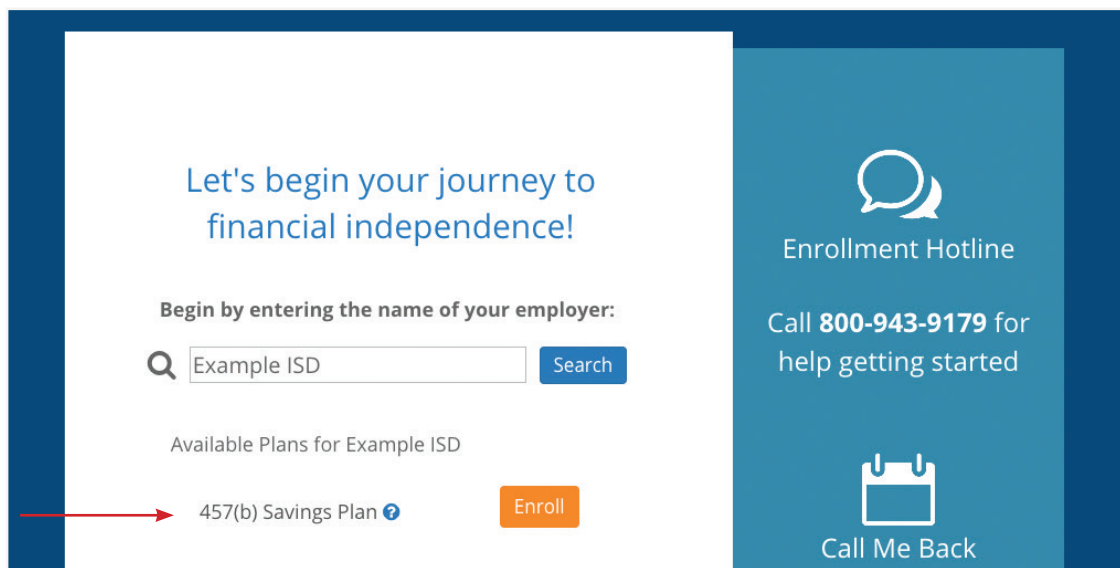 Let's begin your journey to
financial independence!
Begin by entering the name of your employer:
Example ISD
Search
Available Plans for Example ISD
457(b) Savings Plan ?
Enroll
Enrollment Hotline
Call 800-943-9179 for
help getting started
Call Me Back